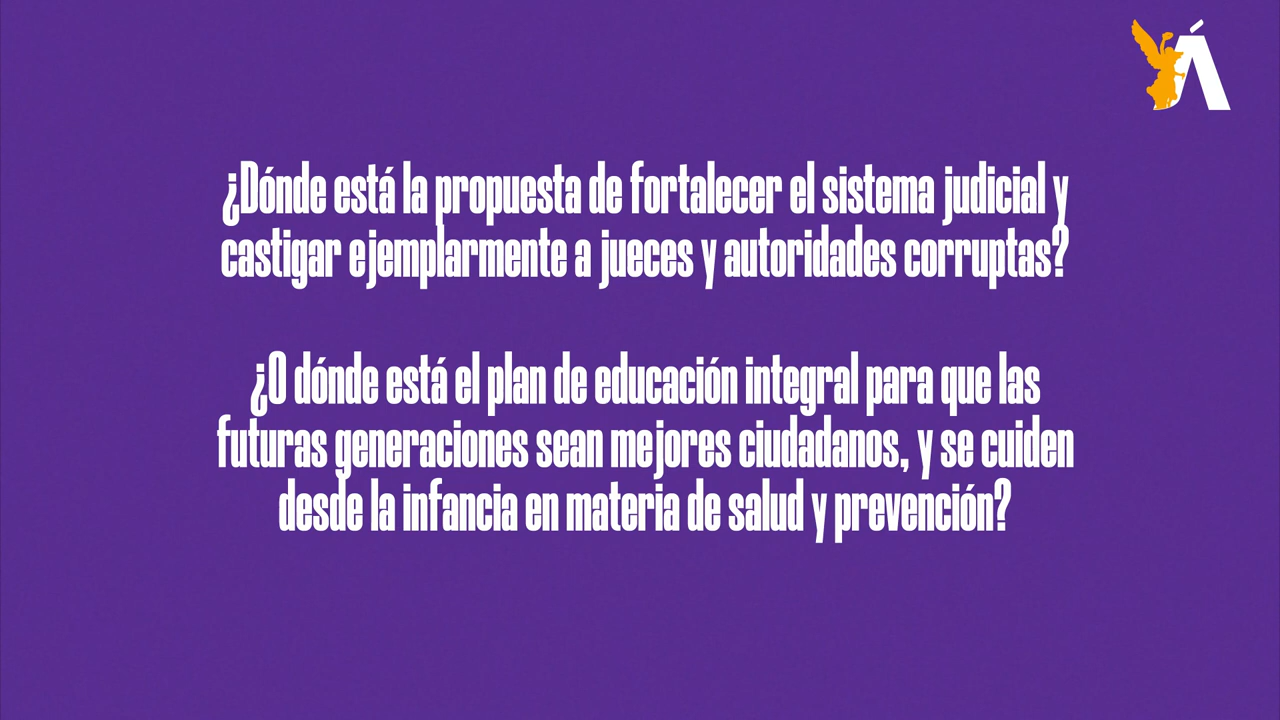 Á
¿Dónde está la propuesta de fortalecer el sistema judicial y
castigar ejemplarmente a jueces y autoridades corruptas?
¿O dónde está el plan de educación integral para que las
futuras generaciones sean mejores ciudadanos, y se cuiden
desde la infancia en materia de salud y prevención?